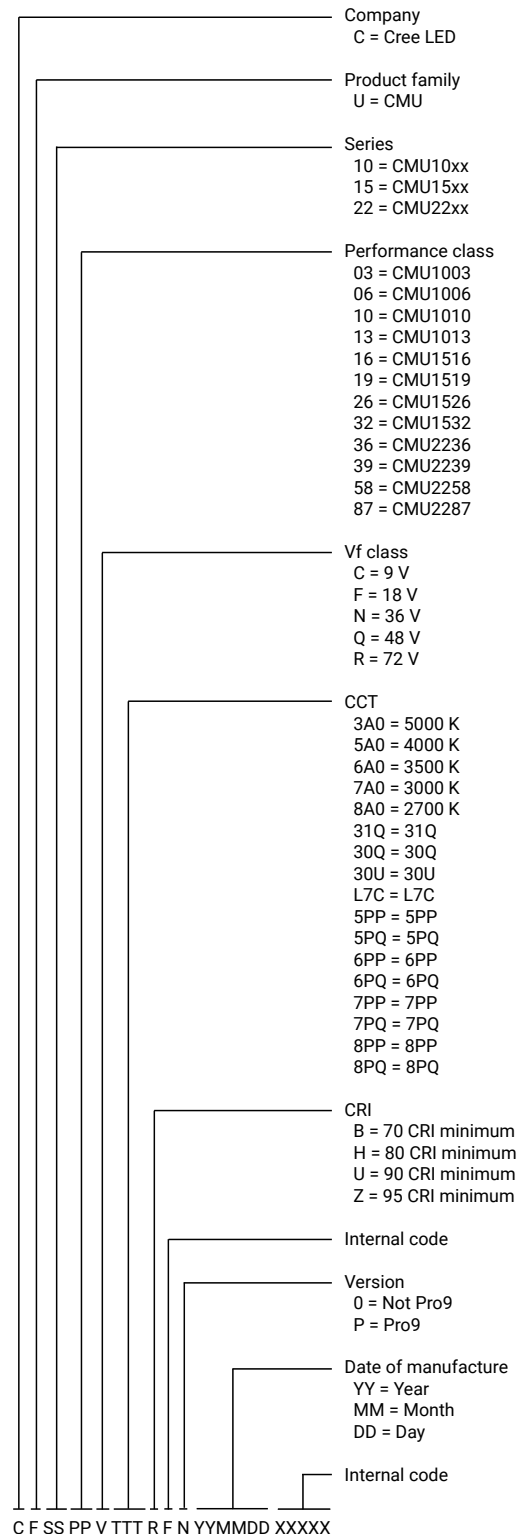 Company
C = Cree LED
Product family
U = CMU
Series
10 = CMU10xx
15 = CMU15xx
22 = CMU22xx
Performance class
03 = CMU1003
06 = CMU1006
10 = CMU1010
13 = CMU1013
16 = CMU1516
19 = CMU1519
26 = CMU1526
32 = CMU1532
36 = CMU2236
39 = CMU2239
58 = CMU2258
87 = CMU2287
Vf class
C = 9 V
F = 18 V
N = 36 V
Q = 48 V
R = 72 V
CCT
3A0 = 5000 K
5A0 = 4000 K
6A0 = 3500 K
7A0 = 3000 K
8A0 = 2700 K
31Q = 31Q
30Q = 30Q
30U = 30U
L7C = L7C
5PP = 5PP
5PQ = 5PQ
6PP = 6PP
6PQ = 6PQ
7PP = 7PP
7PQ = 7PQ
8PP = 8PP
8PQ = 8PQ
CRI
B = 70 CRI minimum
H = 80 CRI minimum
U = 90 CRI minimum
Z = 95 CRI minimum
Internal code
Version
0 = Not Pro9
P = Pro9
Date of manufacture
YY = Year
MM = Month
DD = Day
Internal code
C F SS PP V TTT R F N YYMMDD XXXXX